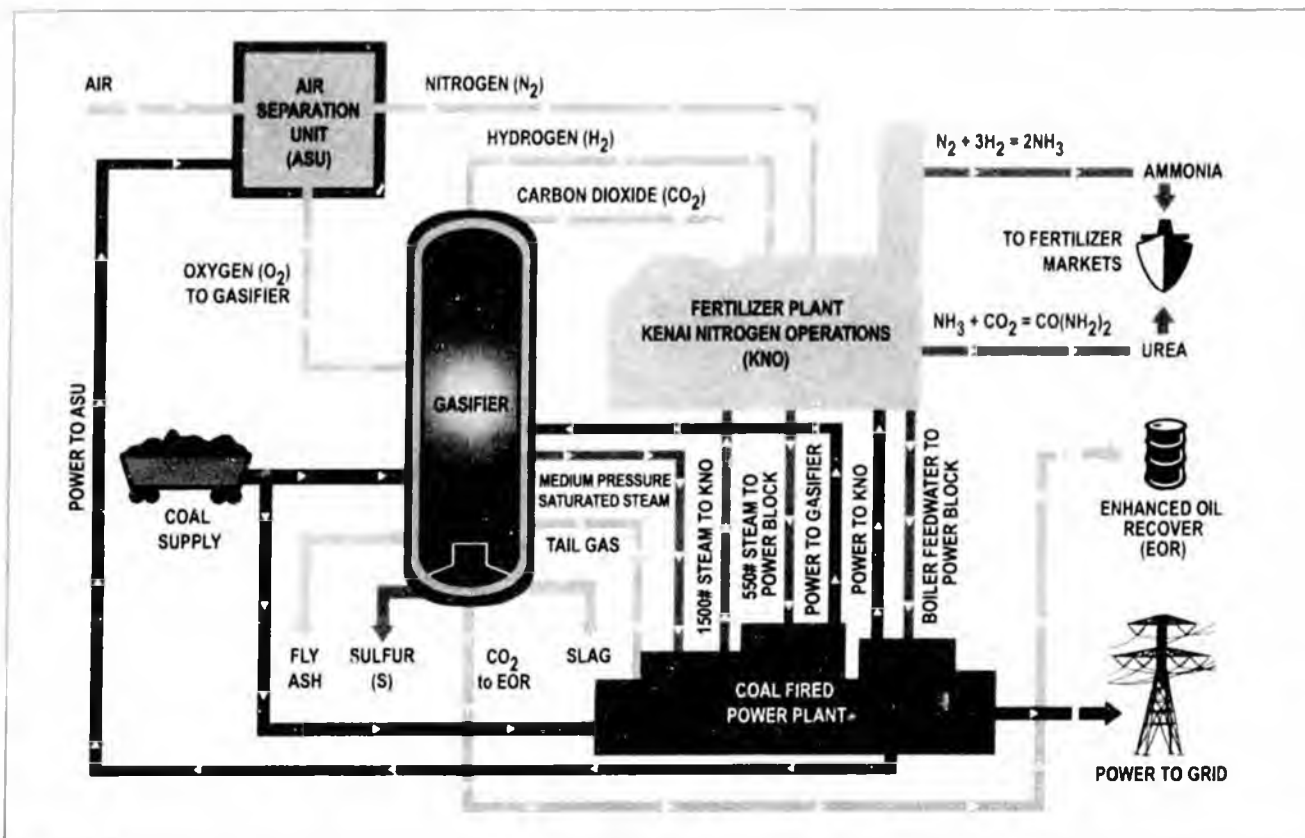 AIR
AIR
SEPARATION
UNIT
(ASU)
NITROGEN (N₂)
HYDROGEN (H₂)
CARBON DIOXIDE (CO₂)
N₂ + 3H₂ = 2NH₃
AMMONIA
TO FERTILIZER
MARKETS
OXYGEN (O₂)
TO GASIFIER
FERTILIZER PLANT
KENAI NITROGEN OPERATIONS
(KNO)
NH₃ + CO₂ = CO(NH₂)₂
UREA
GASIFIER
POWER TO ASU
COAL
SUPPLY
MEDIUM PRESSURE
SATURATED STEAM
TAIL GAS
1500# STEAM TO KNO
550# STEAM TO
POWER BLOCK
POWER TO GASIFIER
POWER TO KNO
BOILER FEEDWATER TO
POWER BLOCK
ENHANCED OIL
RECOVER
(EOR)
FLY
ASH
SULFUR
(S)
CO₂
to EOR
SLAG
COAL FIRED
POWER PLANT
POWER TO GRID